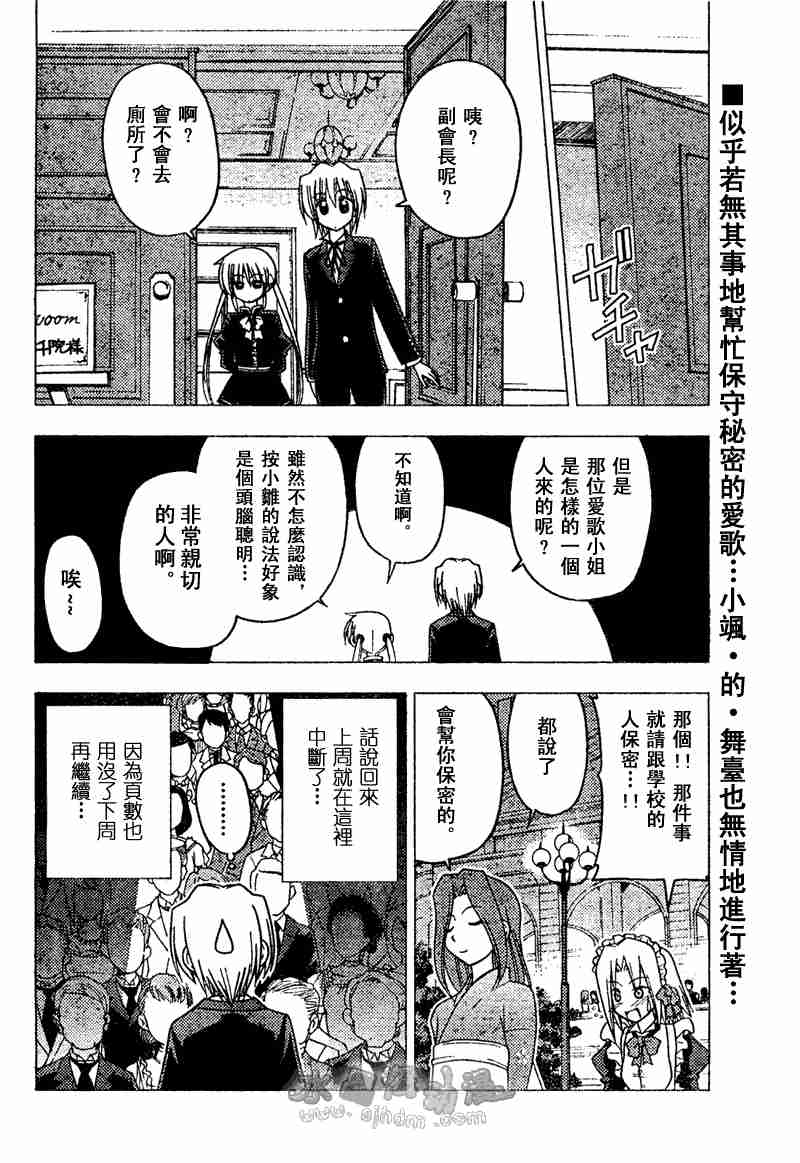 ■似乎若無其事地幫忙保守秘密的愛歌…小颯・的・舞臺也無情地進行著…
咦？
副會長呢？
ガチャ
啊？
會不會去
廁所了？
room
千院様
但是
那位愛歌小姐
是怎樣的一個
人來的呢？
不知道啊。
雖然不怎麼認識，
按小雛的說法好象
是個頭腦聰明…
非常親切
的人啊。
唉~~
那個!! 那件事
就請跟學校的
人保密…!!
都說了
會幫你保密的。
話說回來
上周就在這裡
中斷了…
………
因為頁數也
用沒了下周
再繼續…